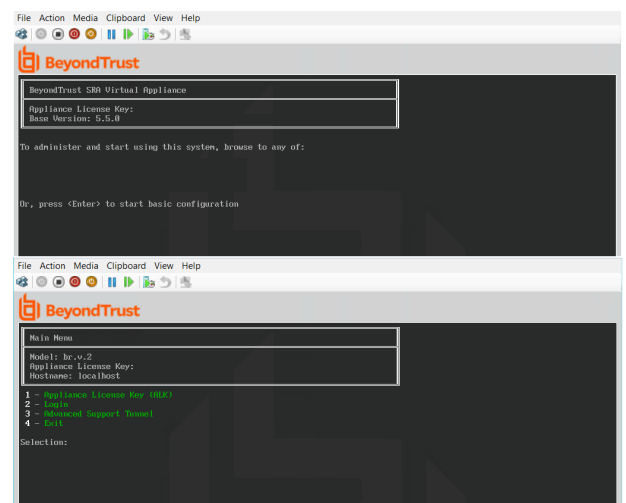 File Action Media Clipboard View Help
BeyondTrust
BeyondTrust SRA Virtual Appliance
Appliance License Key:
Base Version: 5.5.0
To administer and start using this system, browse to any of:
Or, press <Enter> to start basic configuration
File Action Media Clipboard View Help
BeyondTrust
Main Menu
Model: br.v.2
Appliance License Key:
Hostname: localhost
1 - Appliance License Key (ALK)
2 - Login
3 - Advanced Support Tunnel
4 - Exit
Selection: